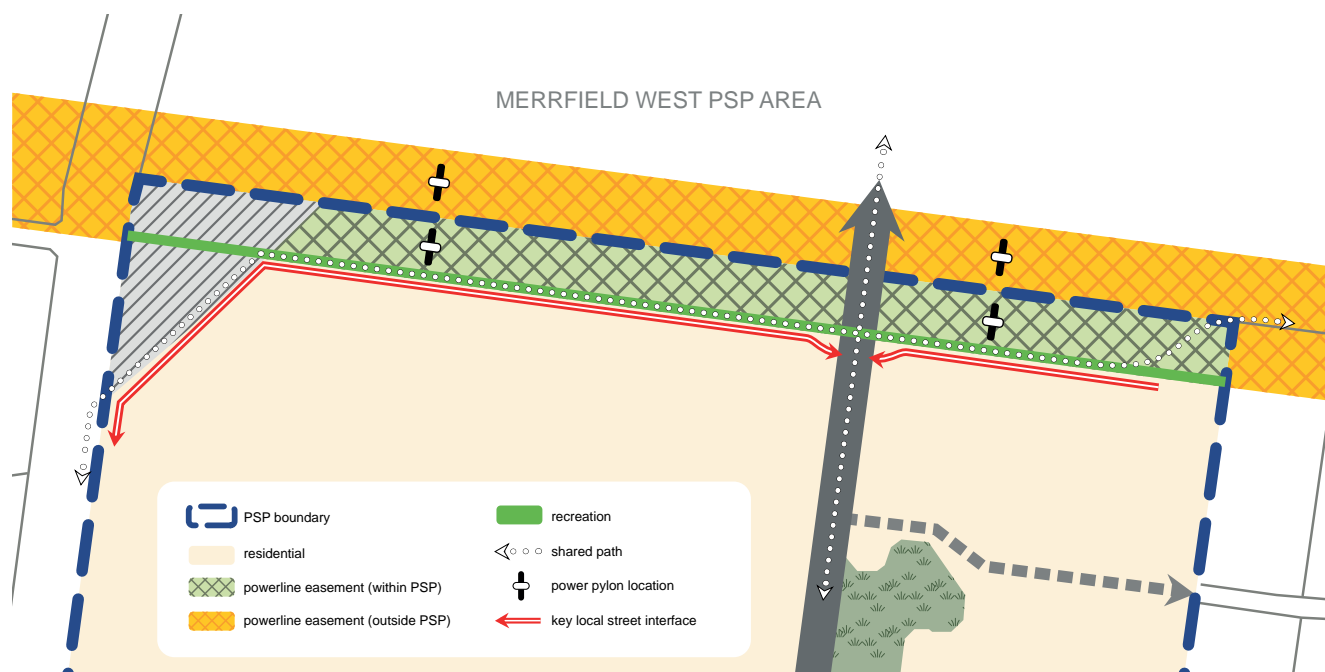 MERRFIELD WEST PSP AREA
PSP boundary
residential
powerline easement (within PSP)
powerline easement (outside PSP)
recreation
shared path
power pylon location
key local street interface